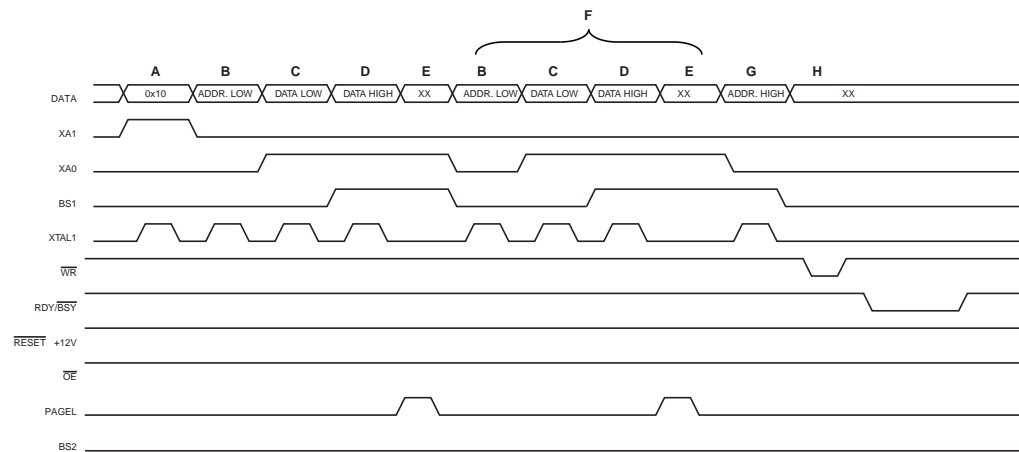 F
A B C D E B C D E G H
DATA 0x10 ADDR. LOW DATA LOW DATA HIGH XX ADDR. LOW DATA LOW DATA HIGH XX ADDR. HIGH XX
XA1
XA0
BS1
XTAL1
WR
RDY/BSY
RESET +12V
OE
PAGEL
BS2